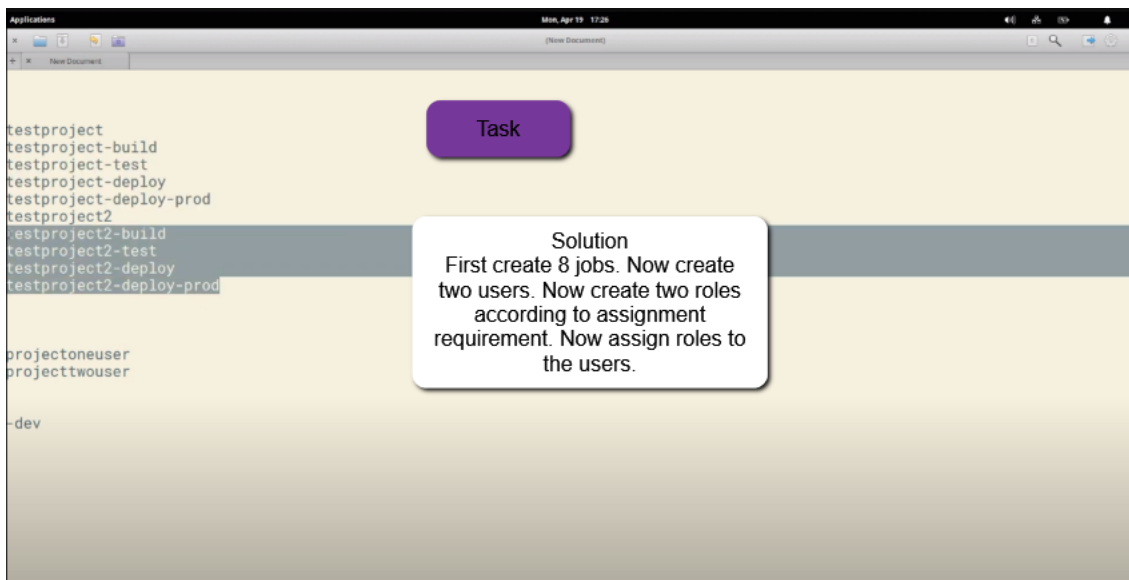 Applications
Mon, Apr 19 17:26
(New Document)
New Document
testproject
testproject-build
testproject-test
testproject-deploy
testproject-deploy-prod
testproject2
testproject2-build
testproject2-test
testproject2-deploy
testproject2-deploy-prod
projectoneuser
projecttwouser
-dev
Task
Solution
First create 8 jobs. Now create
two users. Now create two roles
according to assignment
requirement. Now assign roles to
the users.